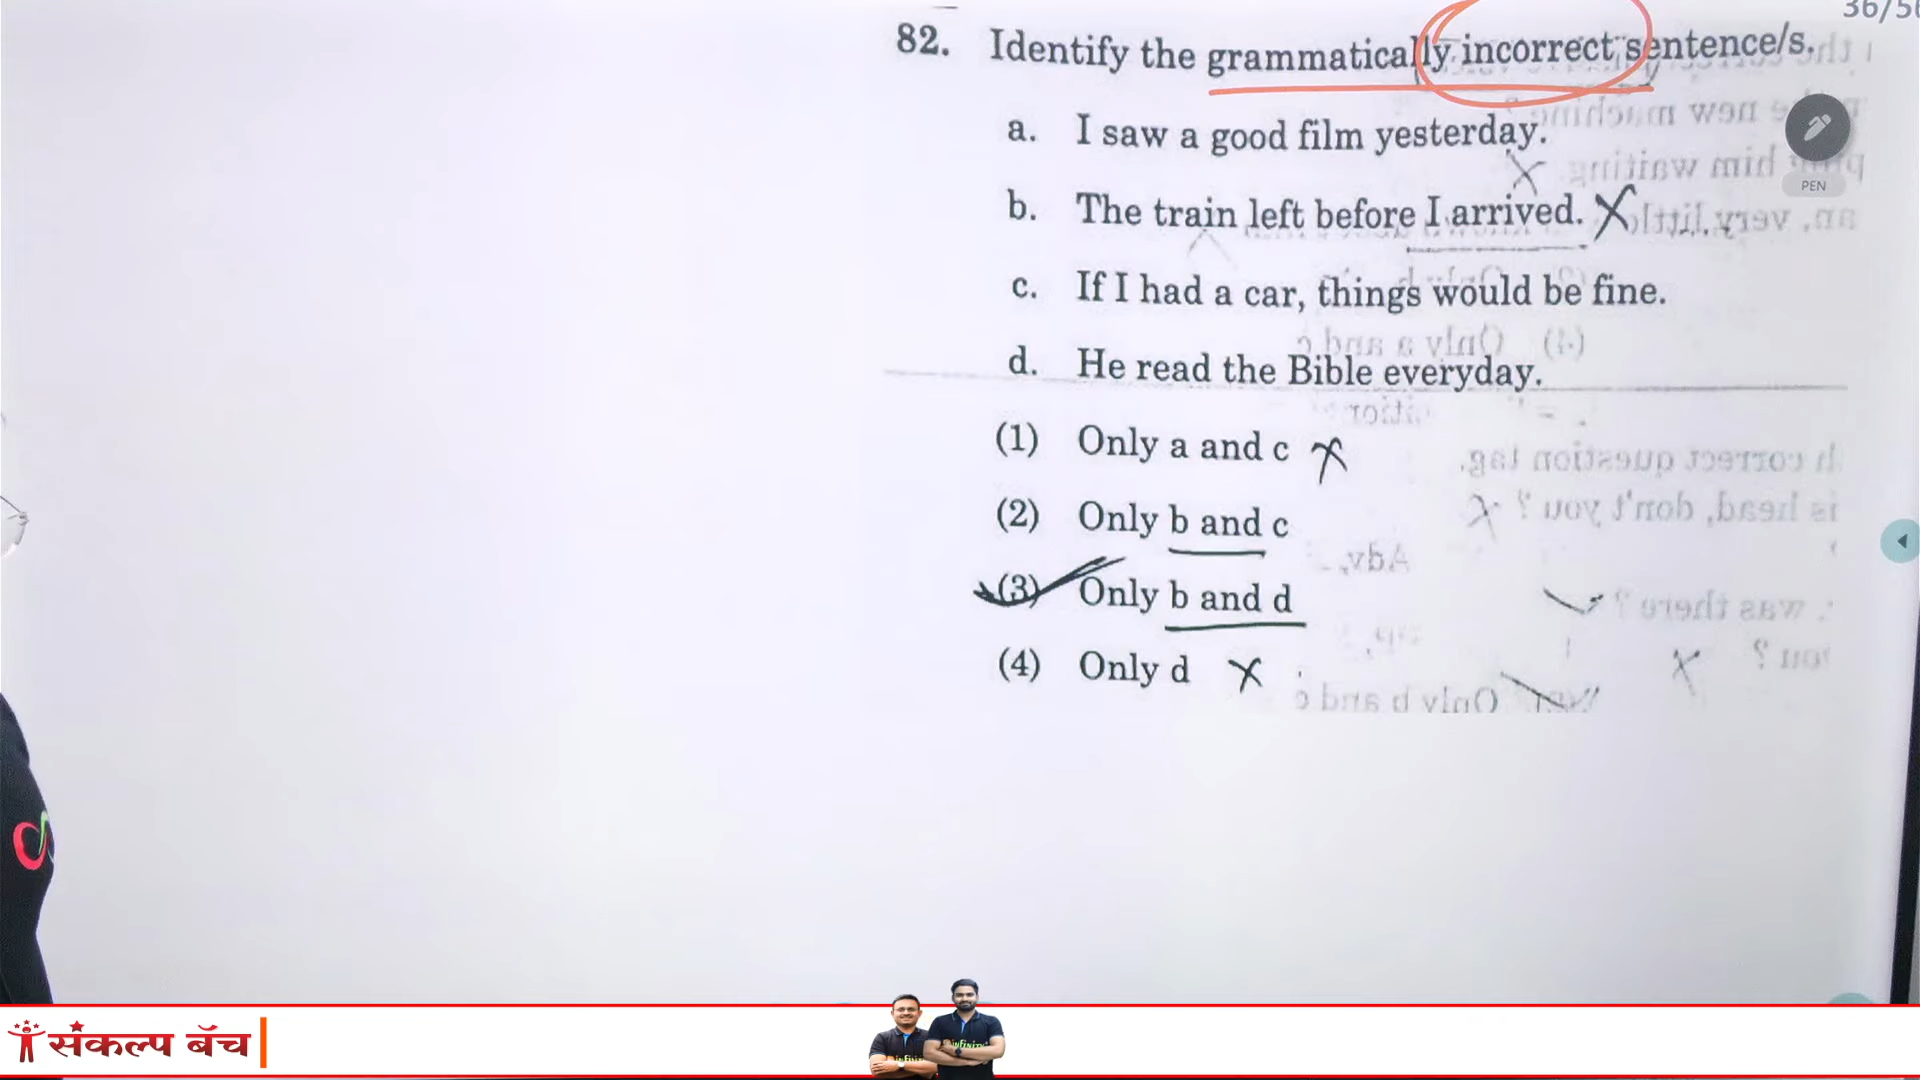 36/56
82. Identify the grammatically incorrect sentence/s.
a. I saw a good film yesterday.
PEN
b. The train left before I arrived.
c. If I had a car, things would be fine.
d. He read the Bible everyday.
(1) Only a and c
(2) Only b and c
(3) Only b and d
(4) Only d
संकल्प बॅच